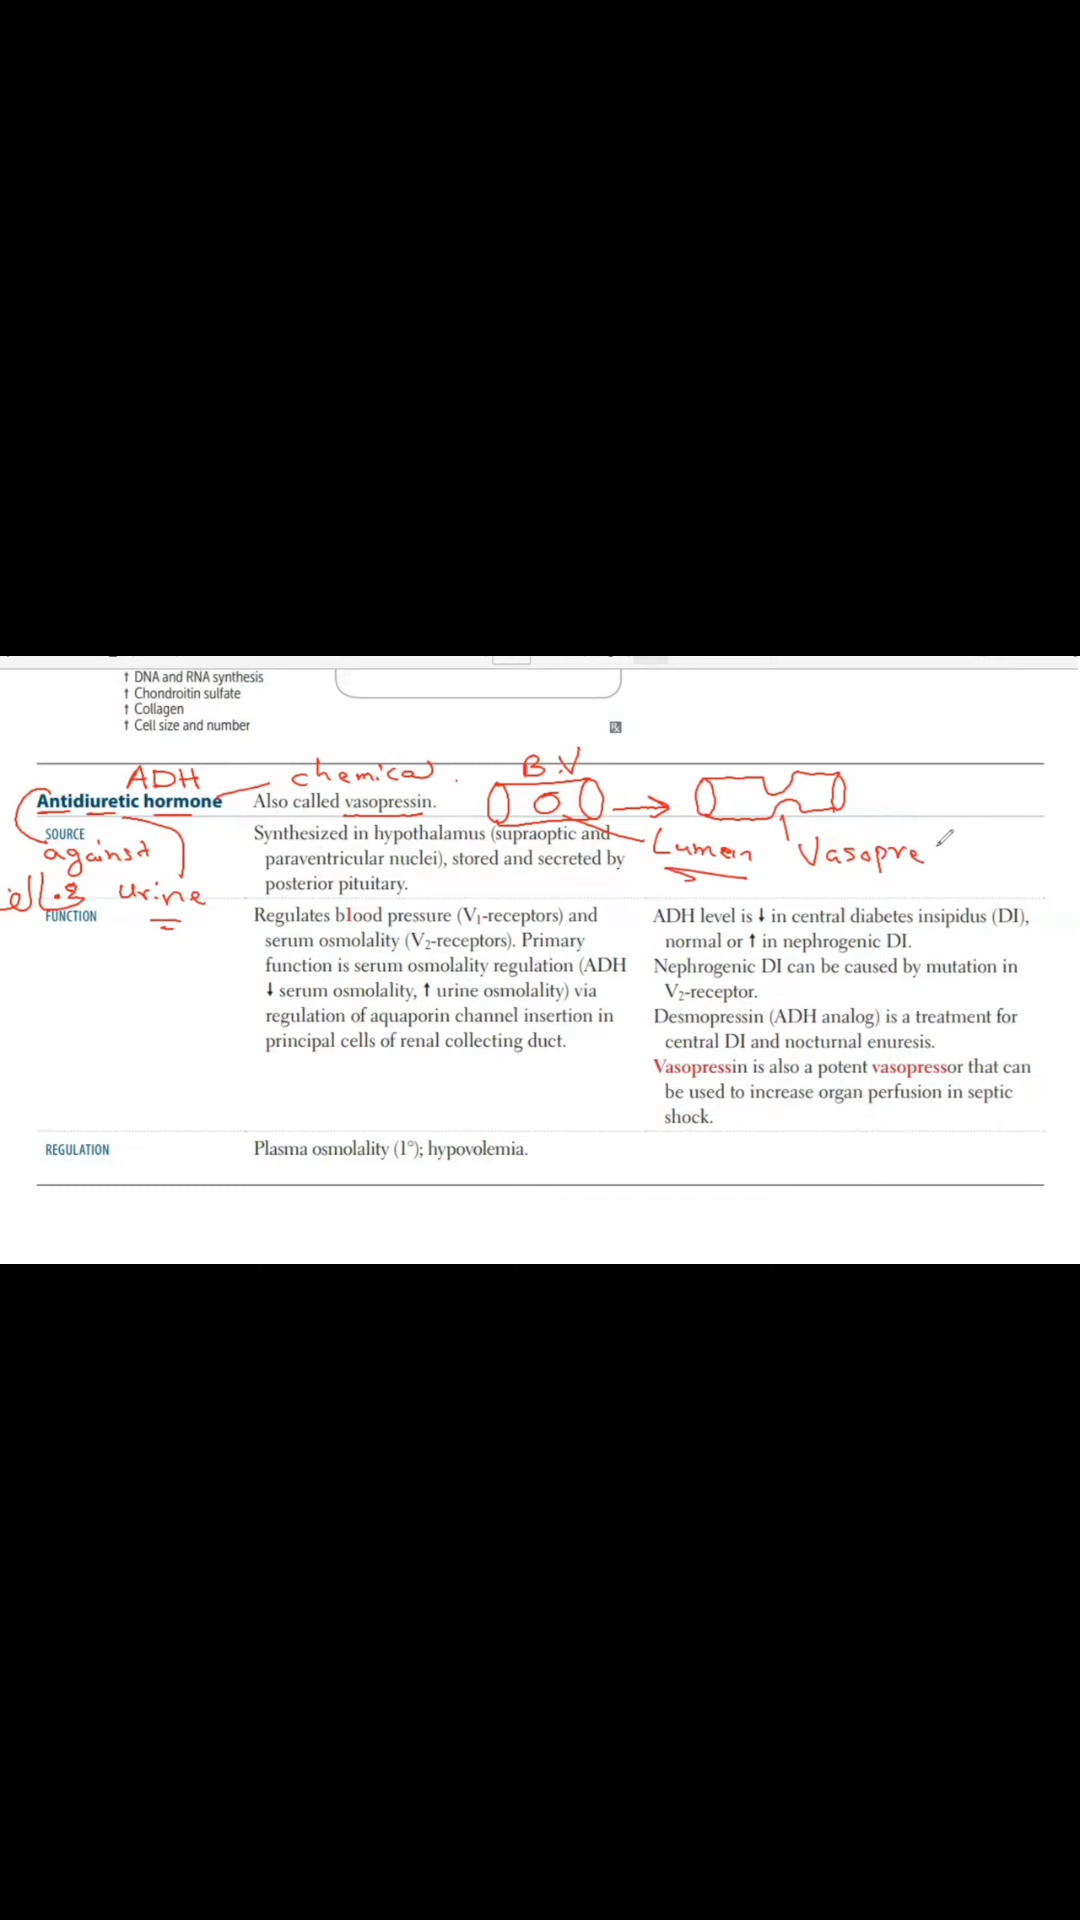 ↑ DNA and RNA synthesis
↑ Chondroitin sulfate
↑ Collagen
↑ Cell size and number
Rx
ADH
chemical.
B.V
Antidiuretic hormone
Also called vasopressin.
SOURCE
Synthesized in hypothalamus (supraoptic and
paraventricular nuclei), stored and secreted by
posterior pituitary.
against
urine
Lumen
Vasopre
FUNCTION
Regulates blood pressure (V₁-receptors) and
serum osmolality (V₂-receptors). Primary
function is serum osmolality regulation (ADH
↓ serum osmolality, ↑ urine osmolality) via
regulation of aquaporin channel insertion in
principal cells of renal collecting duct.
ADH level is ↓ in central diabetes insipidus (DI),
normal or ↑ in nephrogenic DI.
Nephrogenic DI can be caused by mutation in
V₂-receptor.
Desmopressin (ADH analog) is a treatment for
central DI and nocturnal enuresis.
Vasopressin is also a potent vasopressor that can
be used to increase organ perfusion in septic
shock.
REGULATION
Plasma osmolality (1°); hypovolemia.